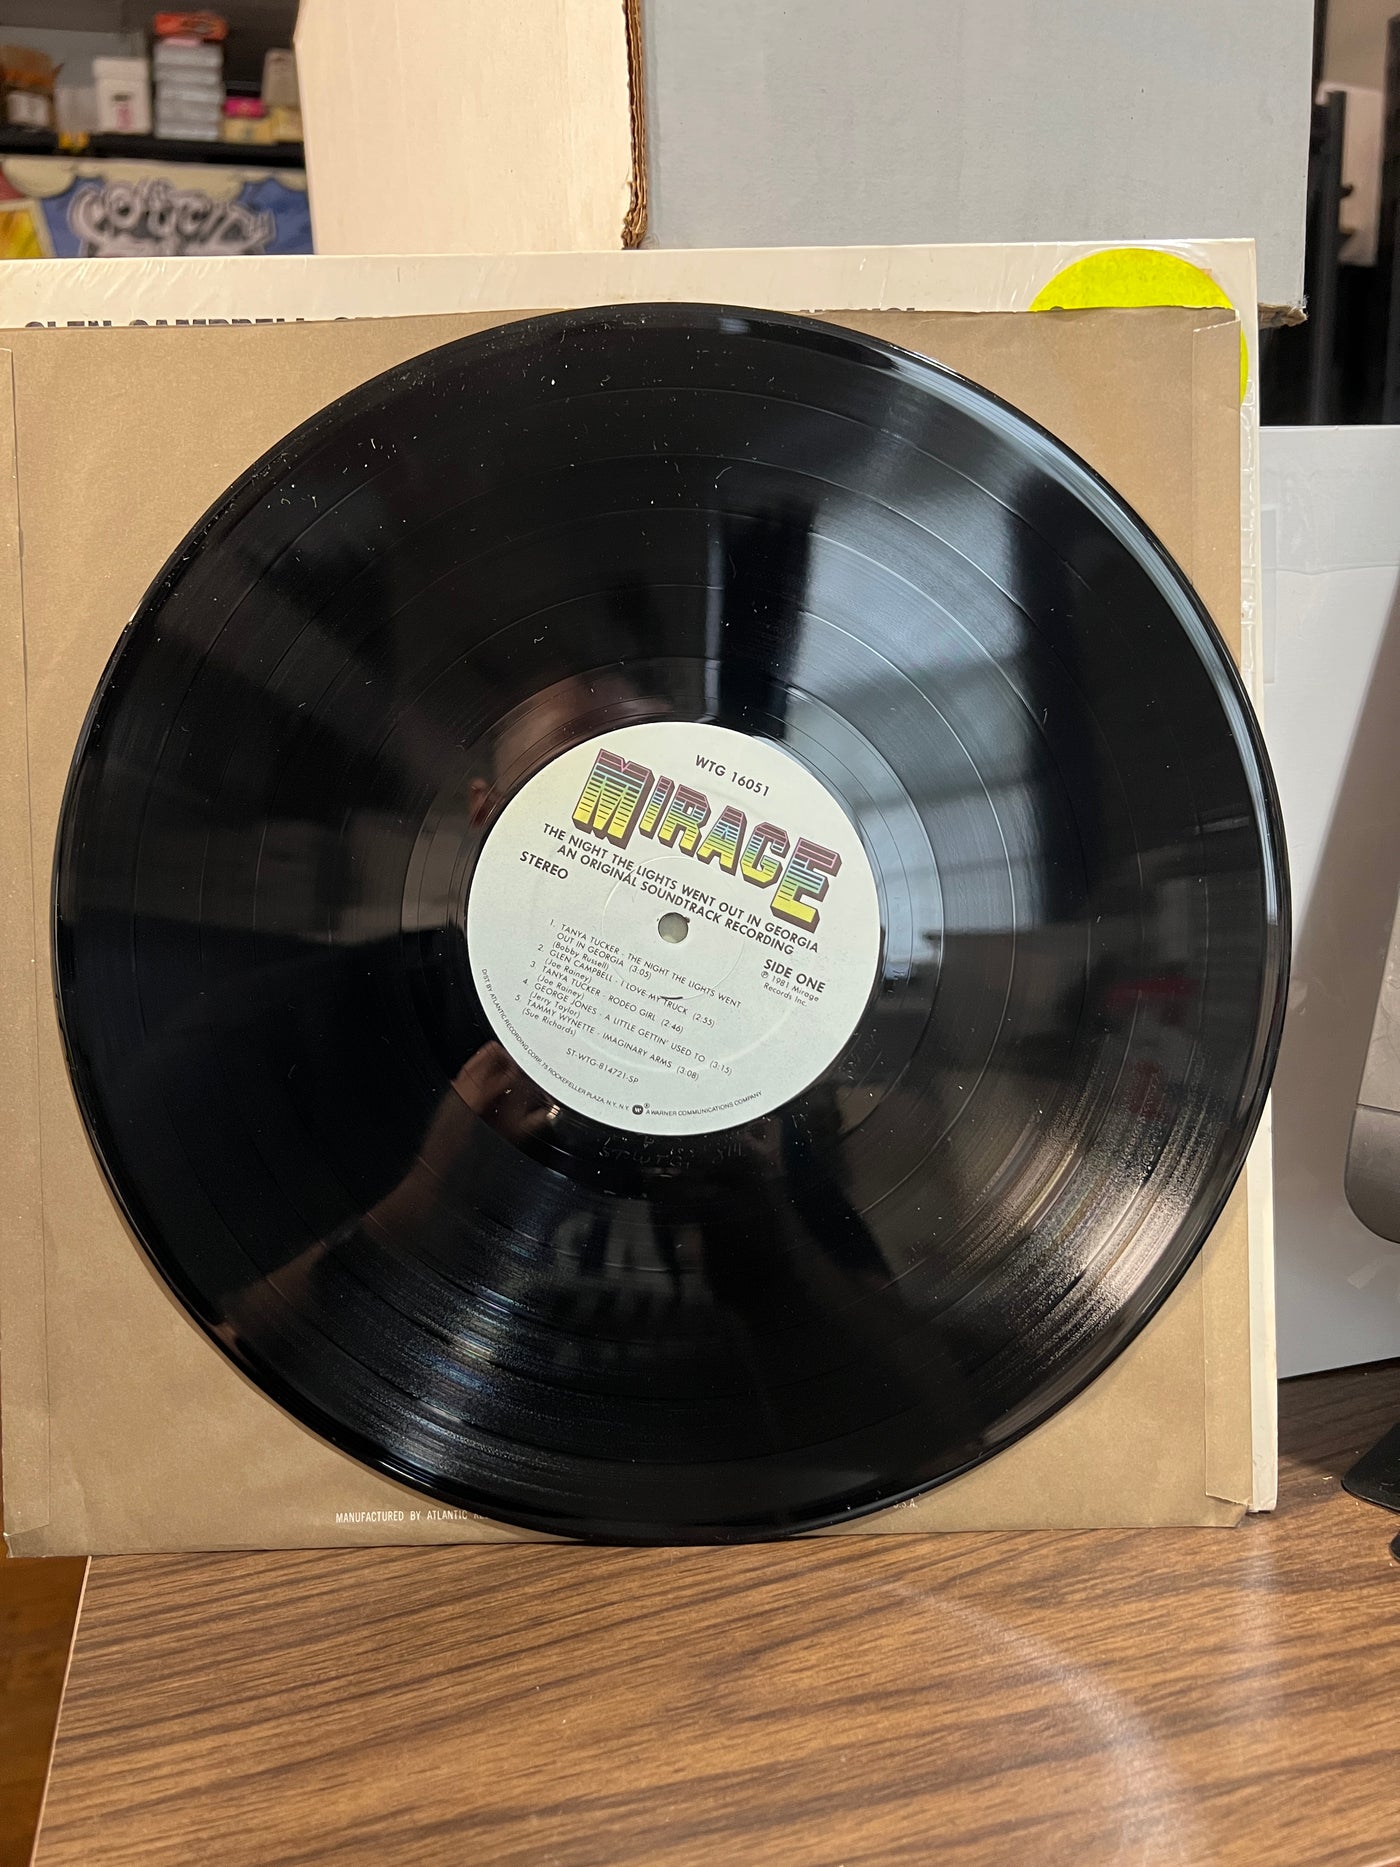 GLEN CAMPBELL
WTG 16051
MIRAGE
THE NIGHT THE LIGHTS WENT OUT IN GEORGIA
AN ORIGINAL SOUNDTRACK RECORDING
STEREO
SIDE ONE
℗ 1981 Mirage
Records Inc.
1. TANYA TUCKER - THE NIGHT THE LIGHTS WENT
OUT IN GEORGIA (3:05)
(Bobby Russell)
2. GLEN CAMPBELL - I LOVE MY TRUCK (2:55)
(Joe Rainey)
3. TANYA TUCKER - RODEO GIRL (2:46)
(Joe Rainey)
4. GEORGE JONES - A LITTLE GETTIN' USED TO (3:15)
(Jerry Taylor)
5. TAMMY WYNETTE - IMAGINARY ARMS (3:08)
(Sue Richards)
ST-WTG-814721-SP
DIST BY ATLANTIC RECORDING CORP. 75 ROCKEFELLER PLAZA, N.Y., N.Y. W ® A WARNER COMMUNICATIONS COMPANY
MANUFACTURED BY ATLANTIC U.S.A.